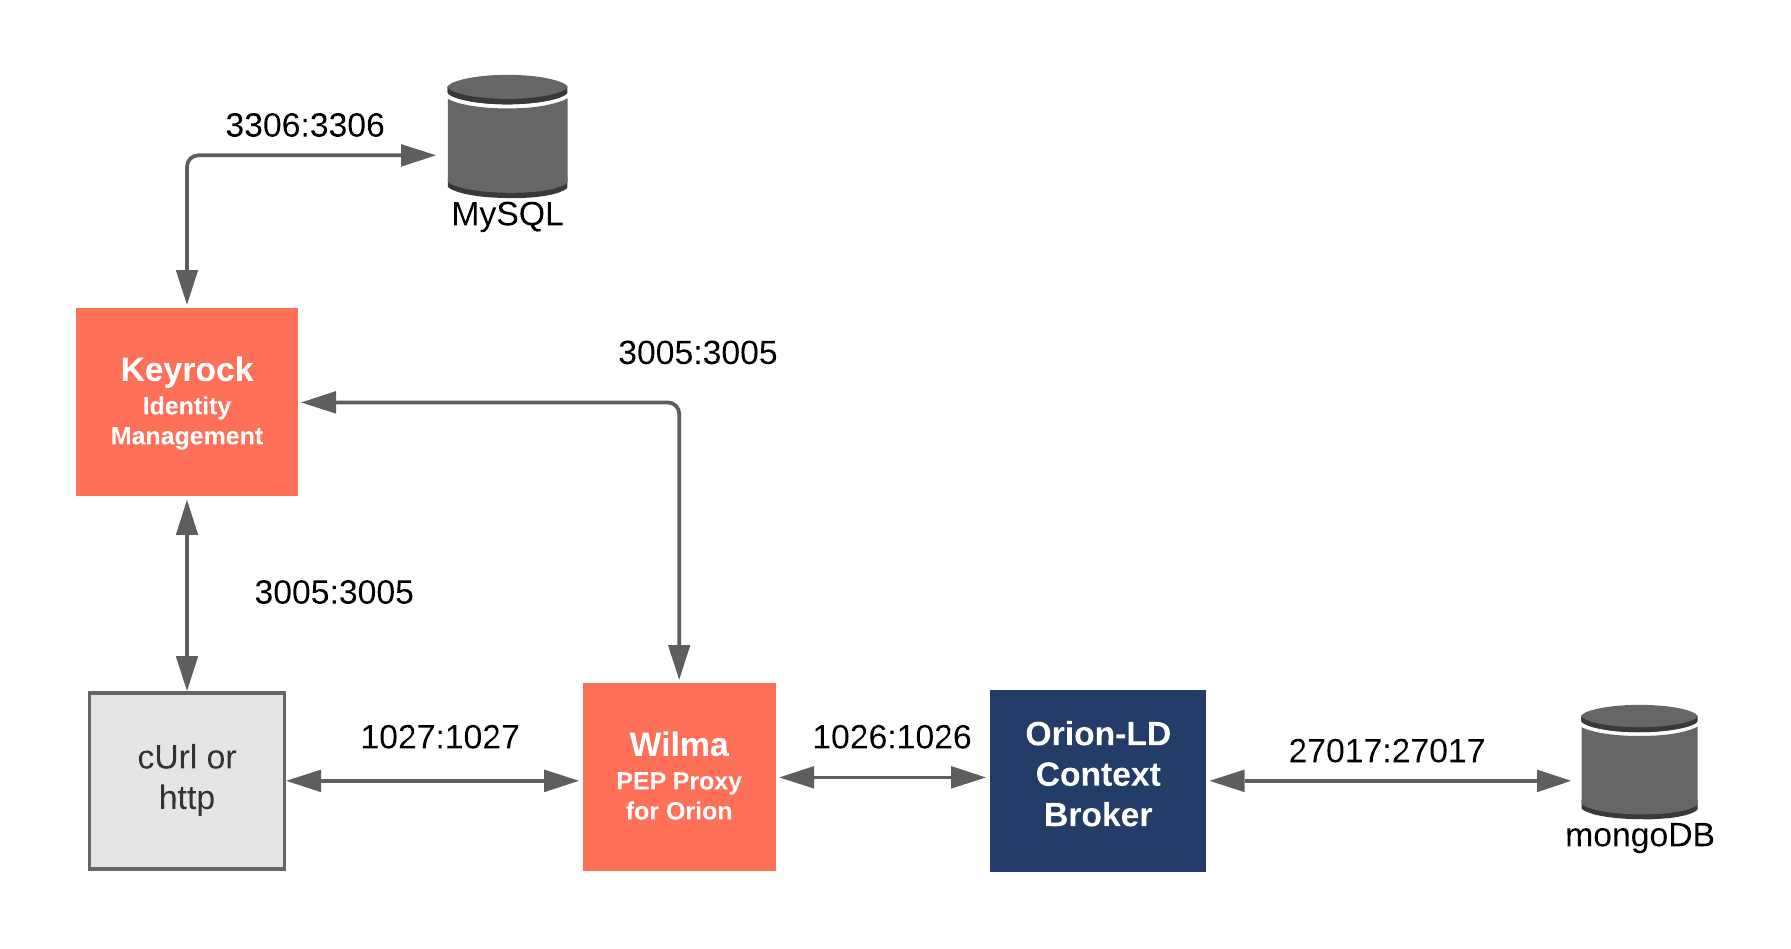 3306:3306
MySQL
3005:3005
Keyrock
Identity
Management
3005:3005
1027:1027
1026:1026
Orion-LD
Context
Broker
27017:27017
cUrl or
http
Wilma
PEP Proxy
for Orion
mongoDB